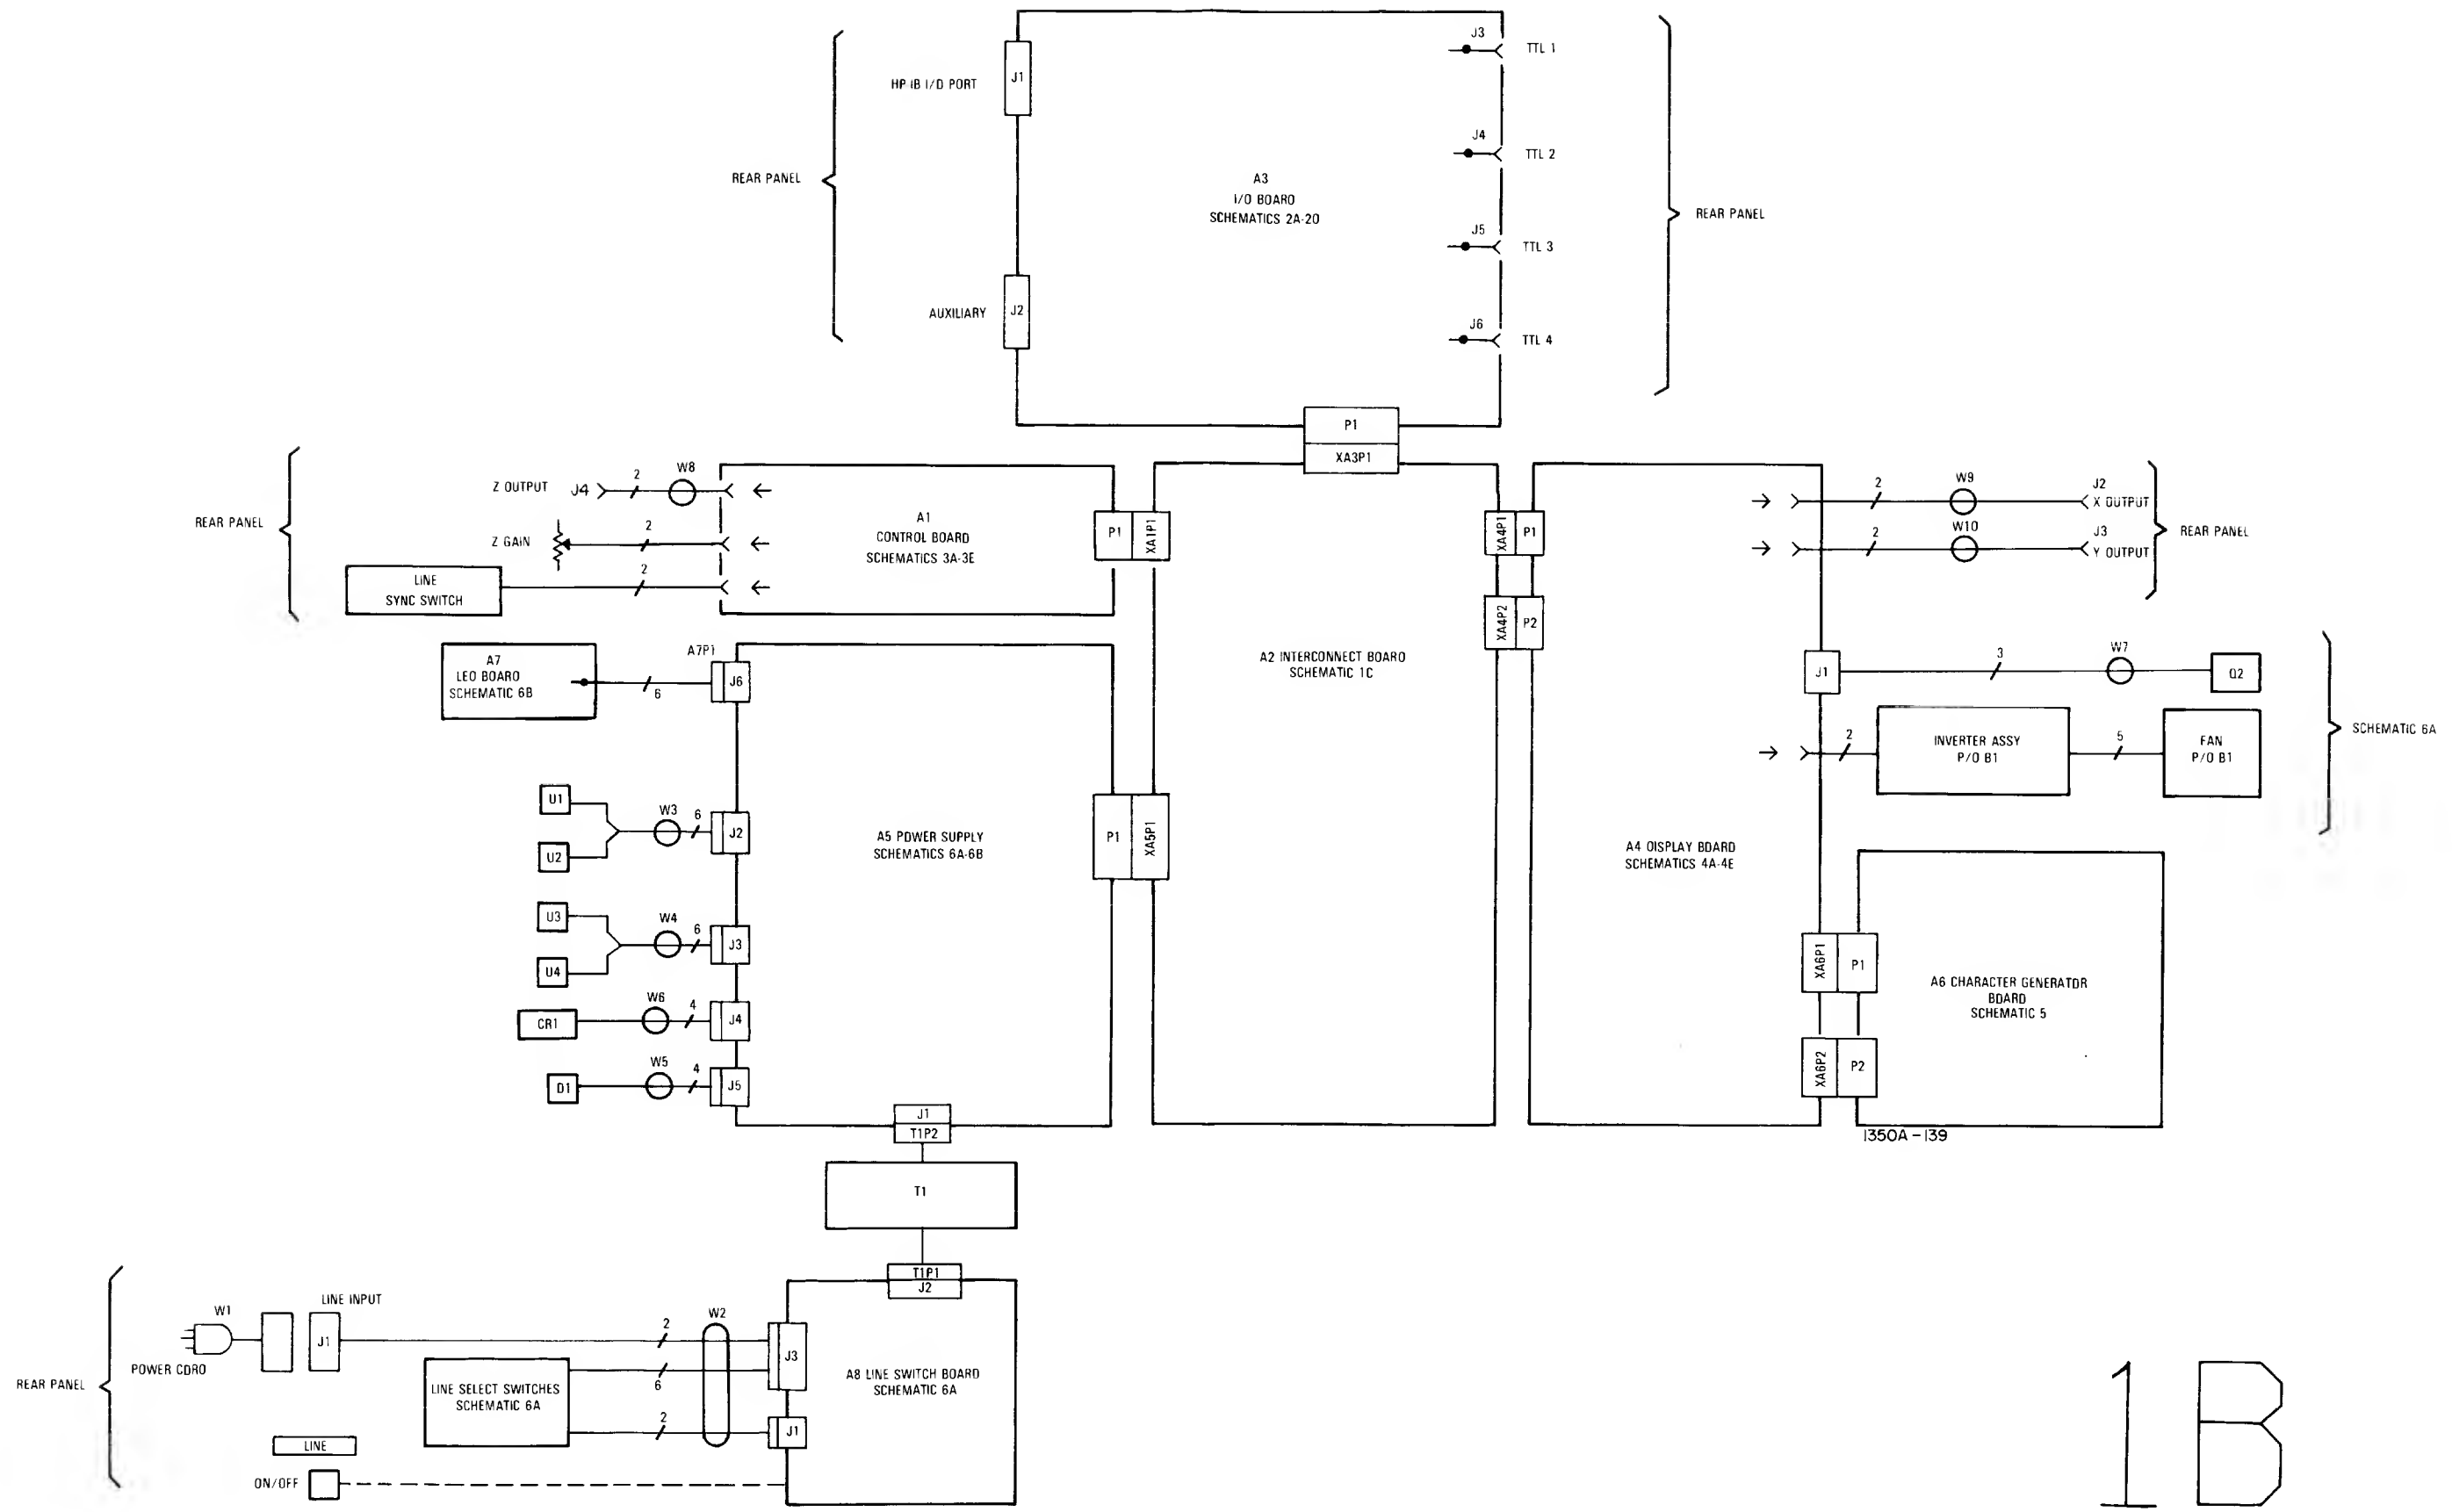 J3
TTL 1
HP IB I/D PORT
J1
J4
TTL 2
REAR PANEL
A3
I/O BOARD
SCHEMATICS 2A-20
REAR PANEL
J5
TTL 3
AUXILIARY
J2
J6
TTL 4
P1
XA3P1
Z OUTPUT
J4
2
W8
REAR PANEL
Z GAIN
2
A1
CONTROL BOARD
SCHEMATICS 3A-3E
P1
XA1P1
LINE
SYNC SWITCH
2
XA4P1
P1
XA4P2
P2
2
W9
J2
X OUTPUT
2
W10
J3
Y OUTPUT
REAR PANEL
A7
LEO BOARD
SCHEMATIC 6B
6
A7P1
J6
A2 INTERCONNECT BOARD
SCHEMATIC 1C
J1
3
W7
Q2
2
INVERTER ASSY
P/O B1
5
FAN
P/O B1
SCHEMATIC 6A
U1
U2
W3
6
J2
A5 POWER SUPPLY
SCHEMATICS 6A-6B
P1
XA5P1
A4 OISPLAY BOARD
SCHEMATICS 4A-4E
U3
U4
W4
6
J3
XA6P1
P1
A6 CHARACTER GENERATOR
BOARD
SCHEMATIC 5
CR1
W6
4
J4
D1
W5
4
J5
XA6P2
P2
J1
T1P2
1350A-139
T1
T1P1
J2
W1
LINE INPUT
J1
POWER CDRO
2
W2
J3
REAR PANEL
LINE SELECT SWITCHES
SCHEMATIC 6A
6
2
J1
A8 LINE SWITCH BOARD
SCHEMATIC 6A
LINE
ON/OFF
1B